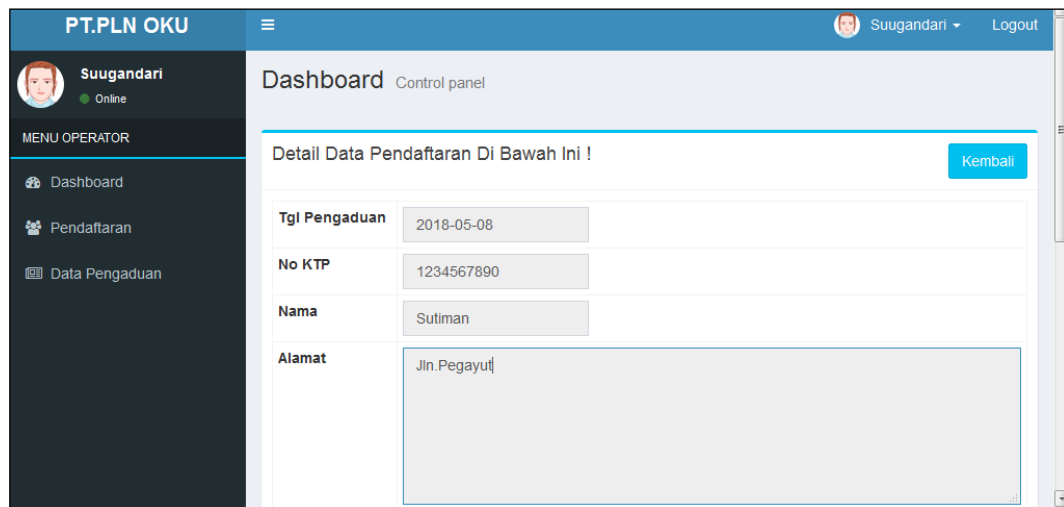 PT.PLN OKU
Suugandari Logout
Suugandari
Online
MENU OPERATOR
Dashboard
Pendaftaran
Data Pengaduan
Dashboard Control panel
Detail Data Pendaftaran Di Bawah Ini !
Kembali
Tgl Pengaduan 2018-05-08
No KTP 1234567890
Nama Sutiman
Alamat Jln.Pegayut